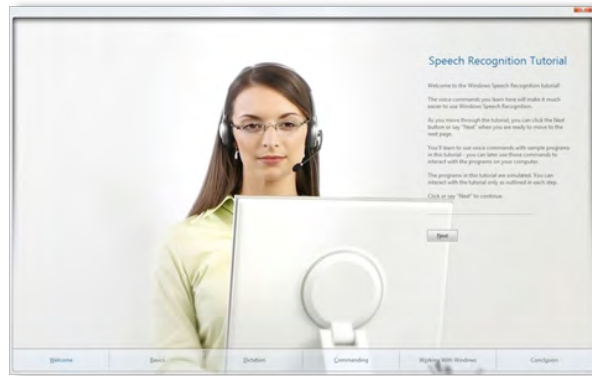 Speech Recognition Tutorial
Welcome to the Windows Speech Recognition tutorial!
The voice commands you learn here will make it much
easier to use Windows Speech Recognition.
As you move through the tutorial, you can click the Next
button or say "Next" when you are ready to move to the
next page.
You'll learn to use voice commands with sample programs
in this tutorial - you can later use those commands to
interact with the programs on your computer.
The programs in this tutorial are simulated. You can
interact with the tutorial only as outlined in each step.
Click or say "Next" to continue.
Next
Welcome
Basics
Dictation
Commanding
Working With Windows
Conclusion